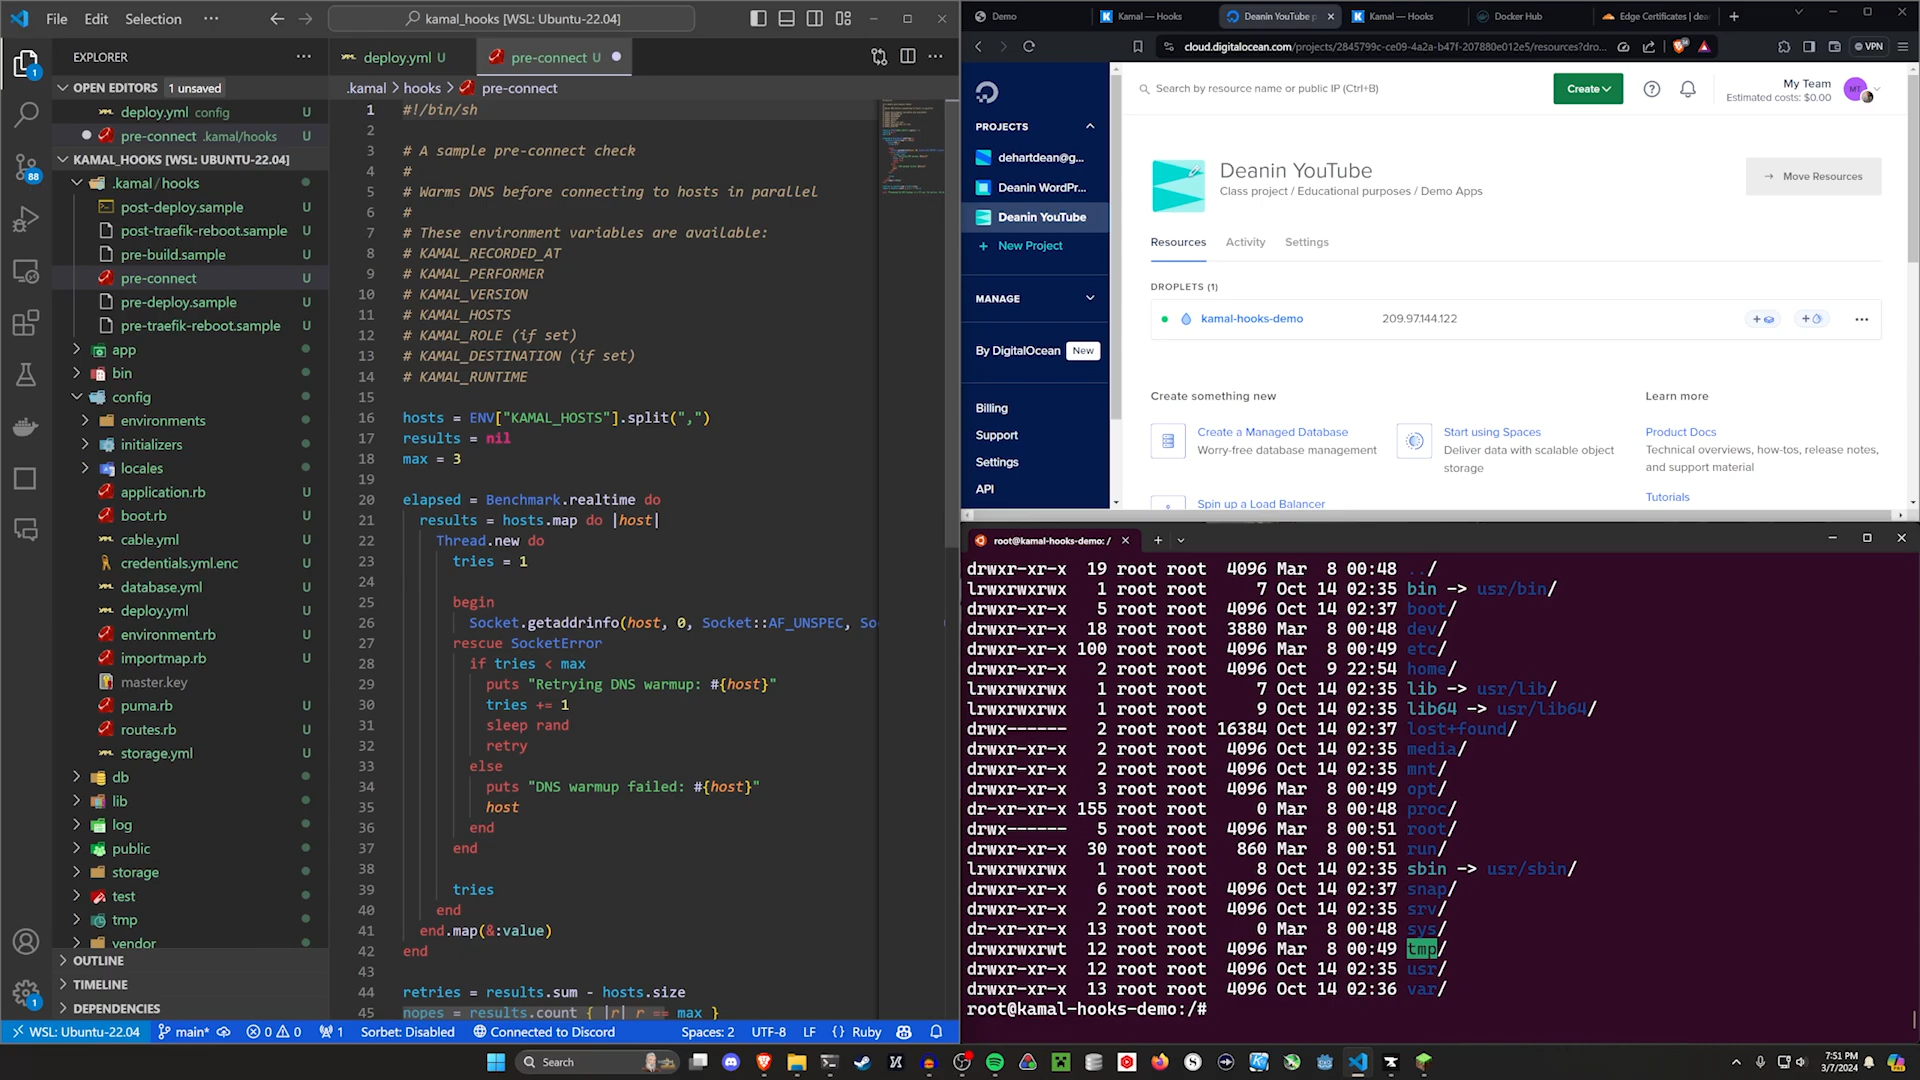 File Edit Selection ···
kamal_hooks [WSL: Ubuntu-22.04]
EXPLORER
OPEN EDITORS 1 unsaved
deploy.yml config U
pre-connect .kamal/hooks U
KAMAL_HOOKS [WSL: UBUNTU-22.04]
.kamal/hooks
post-deploy.sample U
post-traefik-reboot.sample U
pre-build.sample U
pre-connect U
pre-deploy.sample U
pre-traefik-reboot.sample U
app
bin
config
environments
initializers
locales
application.rb U
boot.rb U
cable.yml U
credentials.yml.enc U
database.yml U
deploy.yml U
environment.rb U
importmap.rb U
master.key
puma.rb U
routes.rb U
storage.yml U
db
lib
log
public
storage
test
tmp
vendor
OUTLINE
TIMELINE
DEPENDENCIES
1
88
1
deploy.yml U
pre-connect U
.kamal > hooks > pre-connect
1 #!/bin/sh
2
3 # A sample pre-connect check
4 #
5 # Warms DNS before connecting to hosts in parallel
6 #
7 # These environment variables are available:
8 # KAMAL_RECORDED_AT
9 # KAMAL_PERFORMER
10 # KAMAL_VERSION
11 # KAMAL_HOSTS
12 # KAMAL_ROLE (if set)
13 # KAMAL_DESTINATION (if set)
14 # KAMAL_RUNTIME
15
16 hosts = ENV["KAMAL_HOSTS"].split(",")
17 results = nil
18 max = 3
19
20 elapsed = Benchmark.realtime do
21 results = hosts.map do |host|
22 Thread.new do
23 tries = 1
24
25 begin
26 Socket.getaddrinfo(host, 0, Socket::AF_UNSPEC, So
27 rescue SocketError
28 if tries < max
29 puts "Retrying DNS warmup: #{host}"
30 tries += 1
31 sleep rand
32 retry
33 else
34 puts "DNS warmup failed: #{host}"
35 host
36 end
37 end
38
39 tries
40 end
41 end.map(&:value)
42 end
43
44 retries = results.sum - hosts.size
45 nopes = results.count { |r| r == max }
WSL: Ubuntu-22.04 main* 0 0 1 Sorbet: Disabled Connected to Discord Spaces: 2 UTF-8 LF {} Ruby
Demo
Kamal — Hooks
Deanin YouTube p
Kamal — Hooks
Docker Hub
Edge Certificates | dea
cloud.digitalocean.com/projects/2845799c-ce09-4a2a-b47f-207880e012e5/resources?dro...
VPN
PROJECTS
dehartdean@g...
Deanin WordPr...
Deanin YouTube
+ New Project
MANAGE
By DigitalOcean New
Billing
Support
Settings
API
Search by resource name or public IP (Ctrl+B)
Create
My Team
Estimated costs: $0.00
MT
Deanin YouTube
Class project / Educational purposes / Demo Apps
→ Move Resources
Resources Activity Settings
DROPLETS (1)
kamal-hooks-demo 209.97.144.122
Create something new
Create a Managed Database
Worry-free database management
Start using Spaces
Deliver data with scalable object
storage
Spin up a Load Balancer
Learn more
Product Docs
Technical overviews, how-tos, release notes,
and support material
Tutorials
root@kamal-hooks-demo: /
drwxr-xr-x 19 root root 4096 Mar 8 00:48 ../
lrwxrwxrwx 1 root root 7 Oct 14 02:35 bin -> usr/bin/
drwxr-xr-x 5 root root 4096 Mar 8 02:37 boot/
drwxr-xr-x 18 root root 3880 Mar 8 00:48 dev/
drwxr-xr-x 100 root root 4096 Mar 8 00:49 etc/
drwxr-xr-x 2 root root 4096 Oct 9 22:54 home/
lrwxrwxrwx 1 root root 7 Oct 14 02:35 lib -> usr/lib/
lrwxrwxrwx 1 root root 9 Oct 14 02:35 lib64 -> usr/lib64/
drwx------ 2 root root 16384 Oct 14 02:37 lost+found/
drwxr-xr-x 2 root root 4096 Oct 14 02:35 media/
drwxr-xr-x 2 root root 4096 Oct 14 02:35 mnt/
drwxr-xr-x 3 root root 4096 Mar 8 00:49 opt/
dr-xr-xr-x 155 root root 0 Mar 8 00:48 proc/
drwx------ 5 root root 4096 Mar 8 00:51 root/
drwxr-xr-x 30 root root 860 Mar 8 00:51 run/
lrwxrwxrwx 1 root root 8 Oct 14 02:35 sbin -> usr/sbin/
drwxr-xr-x 6 root root 4096 Oct 14 02:37 snap/
drwxr-xr-x 2 root root 4096 Oct 14 02:35 srv/
dr-xr-xr-x 13 root root 0 Mar 8 00:48 sys/
drwxrwxrwt 12 root root 4096 Mar 8 00:49 tmp/
drwxr-xr-x 12 root root 4096 Oct 14 02:35 usr/
drwxr-xr-x 13 root root 4096 Oct 14 02:36 var/
root@kamal-hooks-demo:/#
Search
7:51 PM
3/7/2024